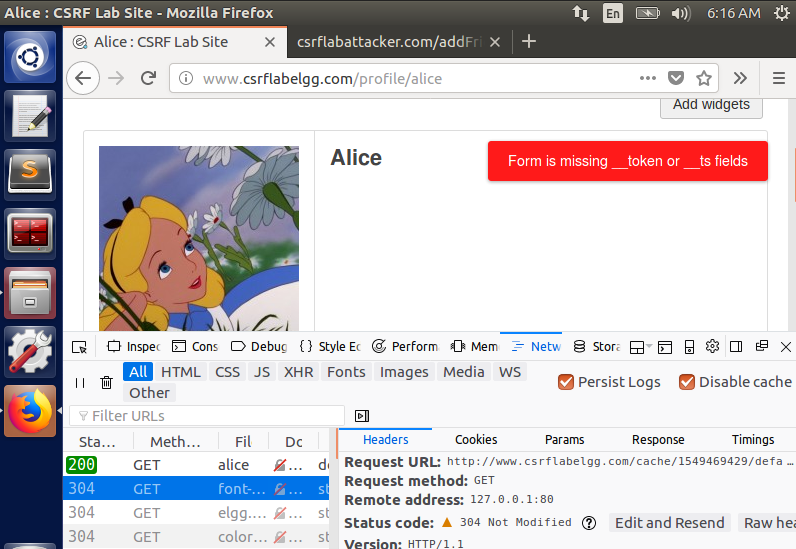 Alice : CSRF Lab Site - Mozilla Firefox
En
6:16 AM
Alice : CSRF Lab Site
csrflabattacker.com/addFri
www.csrflabelgg.com/profile/alice
Add widgets
Alice
Form is missing __token or __ts fields
Inspec
Cons
Debug
Style Ec
Perform
Mem
Netw
Stora
All HTML CSS JS XHR Fonts Images Media WS
Other
Persist Logs
Disable cache
Filter URLs
Sta… Meth… Fil Dc
Headers Cookies Params Response Timings
200 GET alice … de
304 GET font-… … st
304 GET elgg.… … st
304 GET color… … st
Request URL: http://www.csrflabelgg.com/cache/1549469429/defa…
Request method: GET
Remote address: 127.0.0.1:80
Status code: 304 Not Modified ? Edit and Resend Raw hea
Version: HTTP/1.1